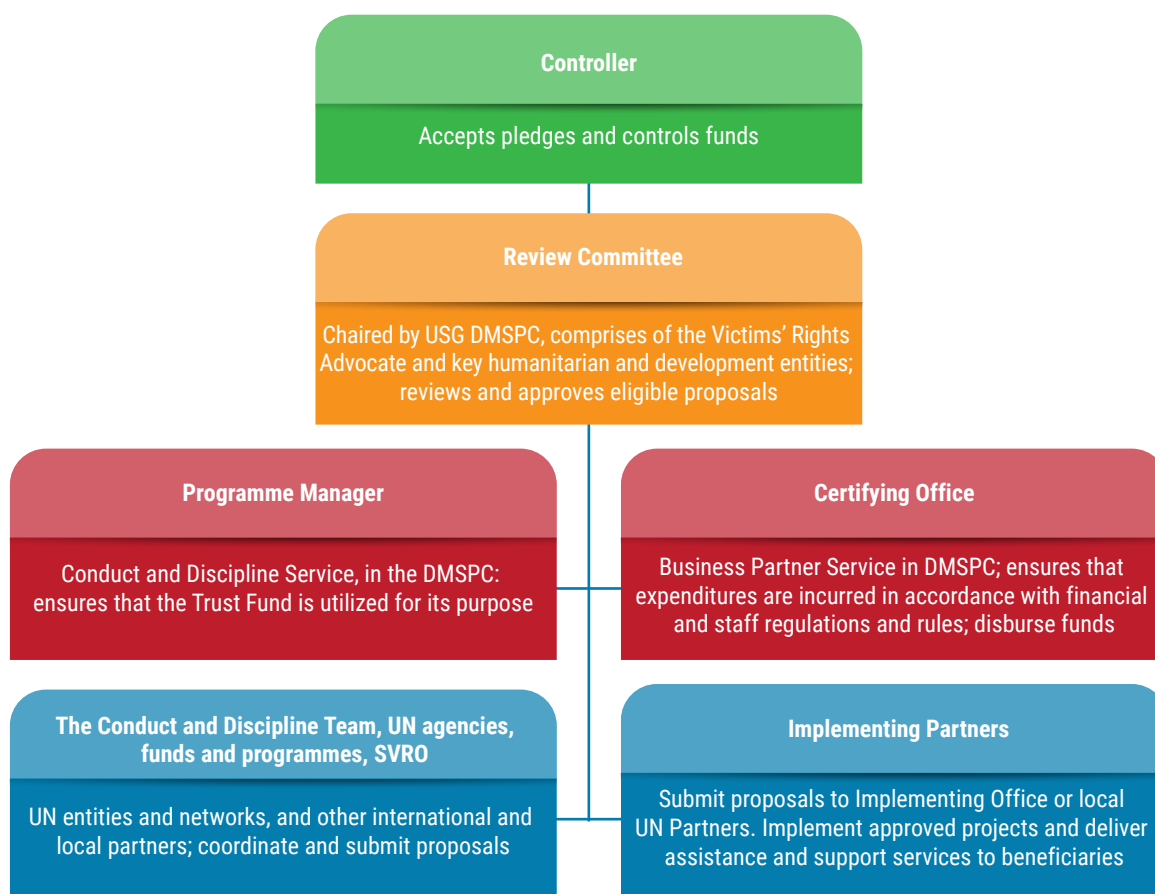 Controller
Accepts pledges and controls funds
Review Committee
Chaired by USG DMSPC, comprises of the Victims’ Rights
Advocate and key humanitarian and development entities;
reviews and approves eligible proposals
Programme Manager
Conduct and Discipline Service, in the DMSPC:
ensures that the Trust Fund is utilized for its purpose
Certifying Office
Business Partner Service in DMSPC; ensures that
expenditures are incurred in accordance with financial
and staff regulations and rules; disburse funds
The Conduct and Discipline Team, UN agencies,
funds and programmes, SVRO
UN entities and networks, and other international and
local partners; coordinate and submit proposals
Implementing Partners
Submit proposals to Implementing Office or local
UN Partners. Implement approved projects and deliver
assistance and support services to beneficiaries